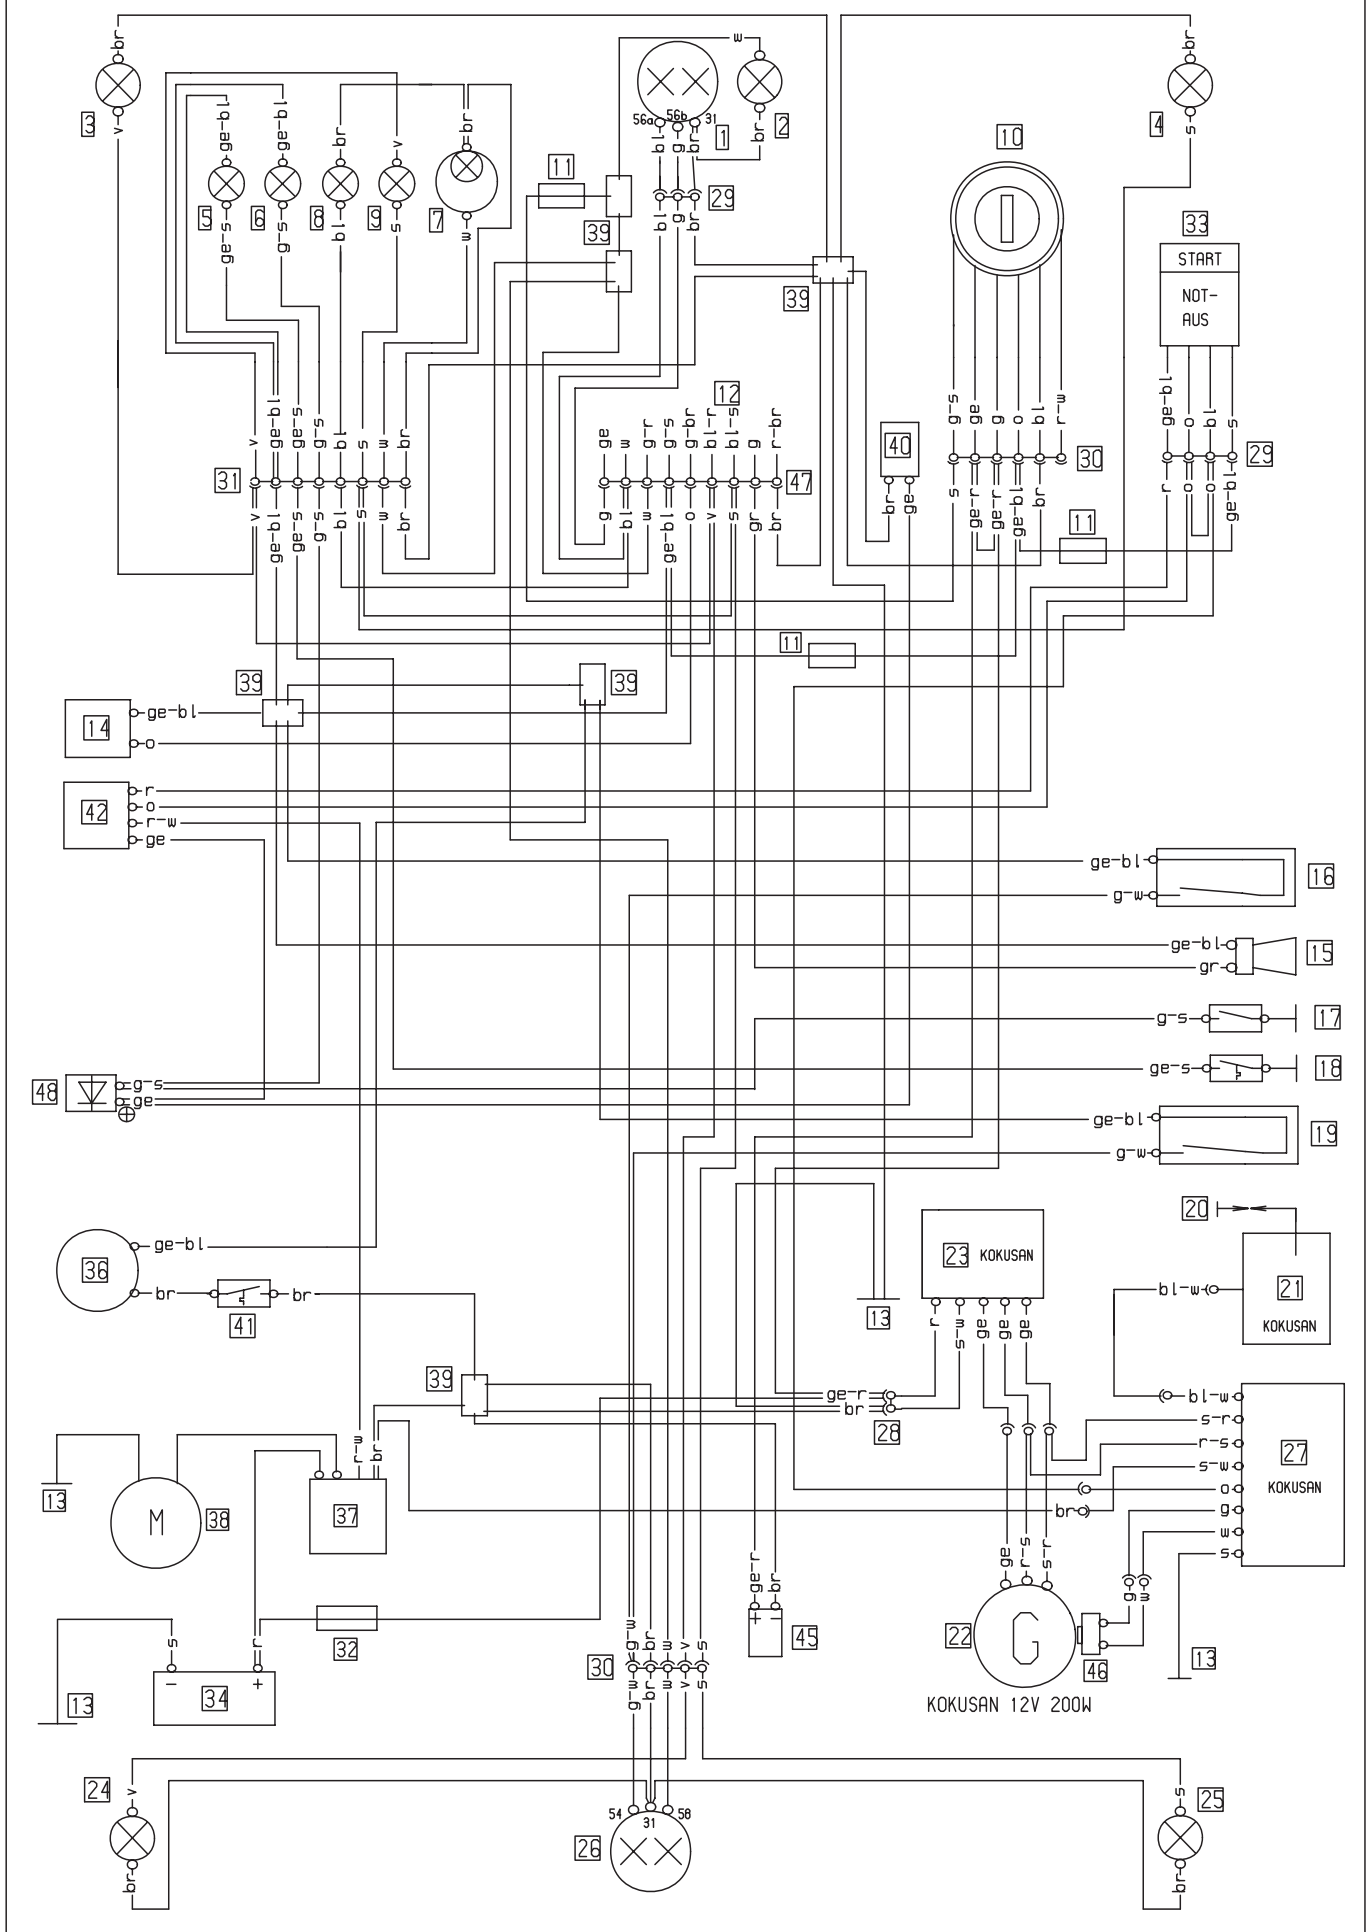 br
br
w
3
v
ge-bl
ge-bl
br
v
br
56a
56b
31
1
br
2
4
s
10
bl
g
br
11
29
5
6
8
9
7
ge-s
g-s
bl
s
w
39
bl
g
br
33
START
NOT-
AUS
39
12
v
ge-bl
ge-s
g-s
bl
s
w
br
31
v
ge-bl
ge-s
g-s
bl
s
w
br
ge
w
g-r
g-s
g-br
bl-r
bl-s
g
r-br
47
g
bl
w
ge-bl
o
v
s
gr
br
40
br
ge
g-s
ge
g
o
bl
r-w
30
s
ge-r
ge-r
ge-bl
br
11
ge-bl
o
bl
s
29
r
o
o
ge-bl
11
39
39
14
ge-bl
o
42
r
o
r-w
ge
ge-bl
16
g-w
ge-bl
15
gr
g-s
17
ge-s
18
48
g-s
ge
ge-bl
19
g-w
20
36
ge-bl
br
br
41
23
KOKUSAN
13
r
w-s
ge
ge
ge
bl-w
21
KOKUSAN
39
ge-r
br
28
bl-w
s-r
r-s
s-w
o
g
w
s
27
KOKUSAN
13
M
38
r-w
br
37
br
ge
r-s
s-r
g
w
ge-r
br
+
-
45
22
G
46
13
KOKUSAN 12V 200W
s
r
32
-
+
34
13
30
g-w
br
w
v
s
g-w
br
w
v
s
24
v
br
54
31
58
26
25
s
br